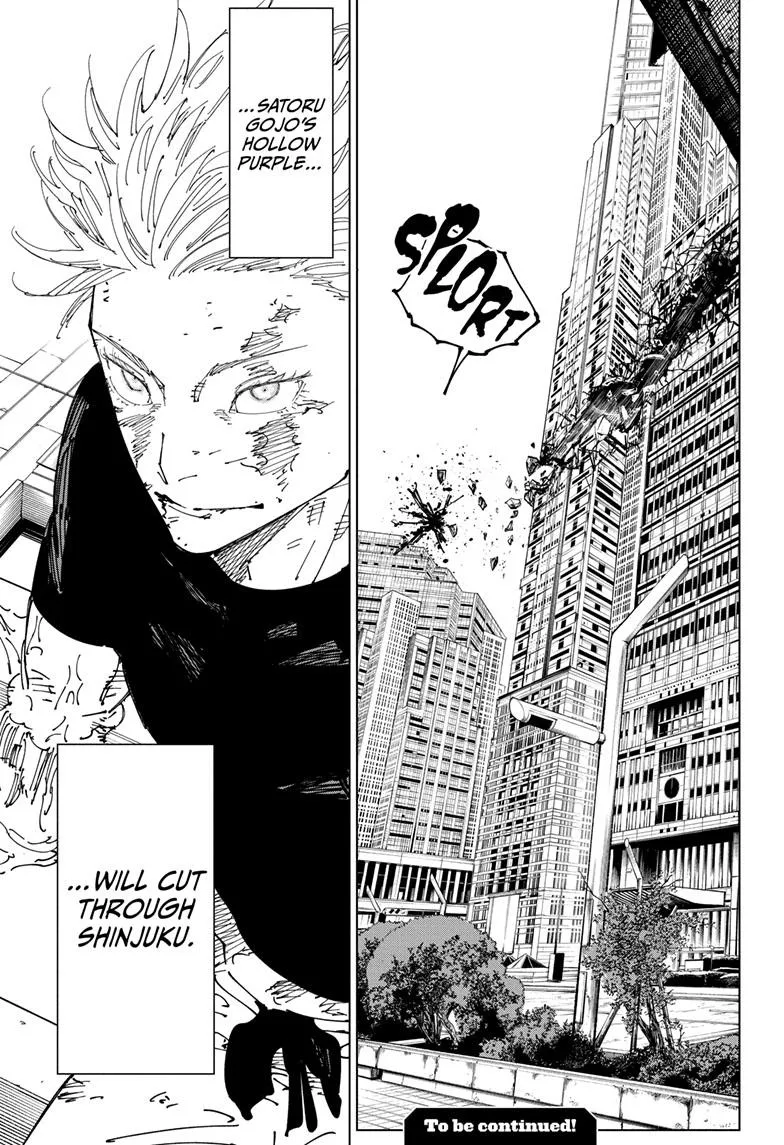 SPLORT
...SATORU
GOJO'S
HOLLOW
PURPLE...
...WILL CUT
THROUGH
SHINJUKU.
To be continued!